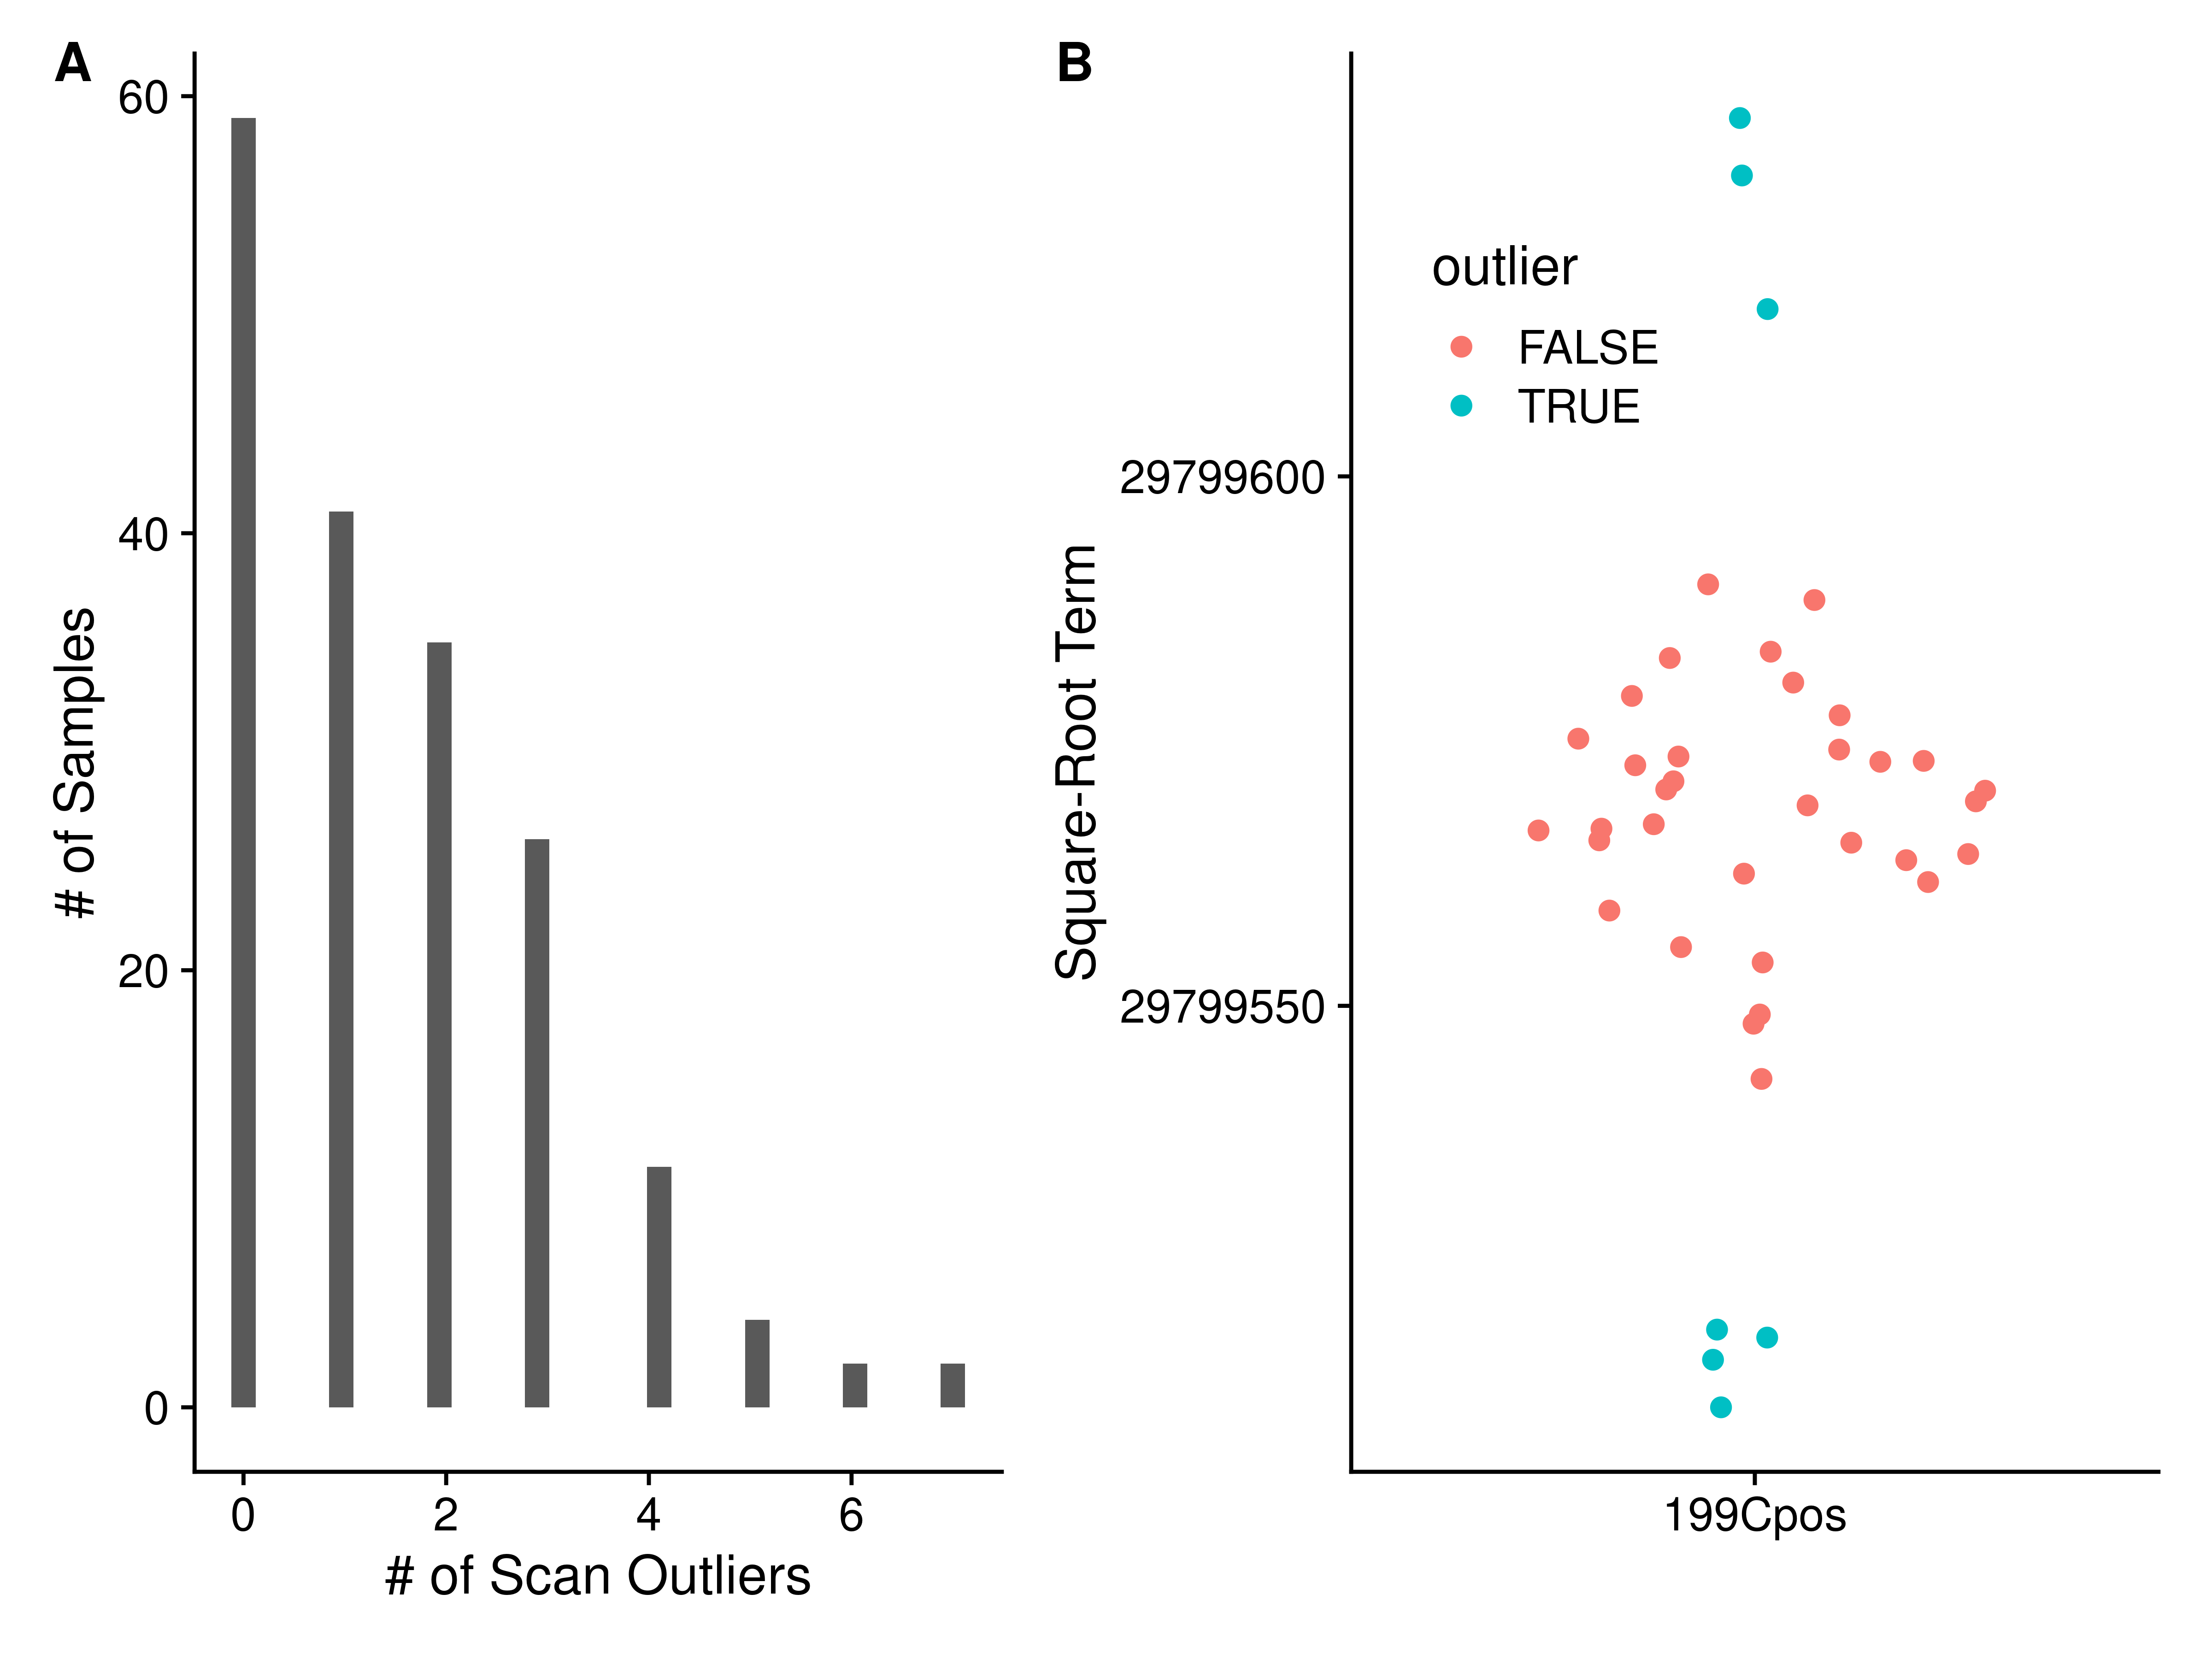 A
60
40
20
0
# of Samples
0 2 4 6
# of Scan Outliers
B
outlier
FALSE
TRUE
29799600
29799550
Square-Root Term
199Cpos